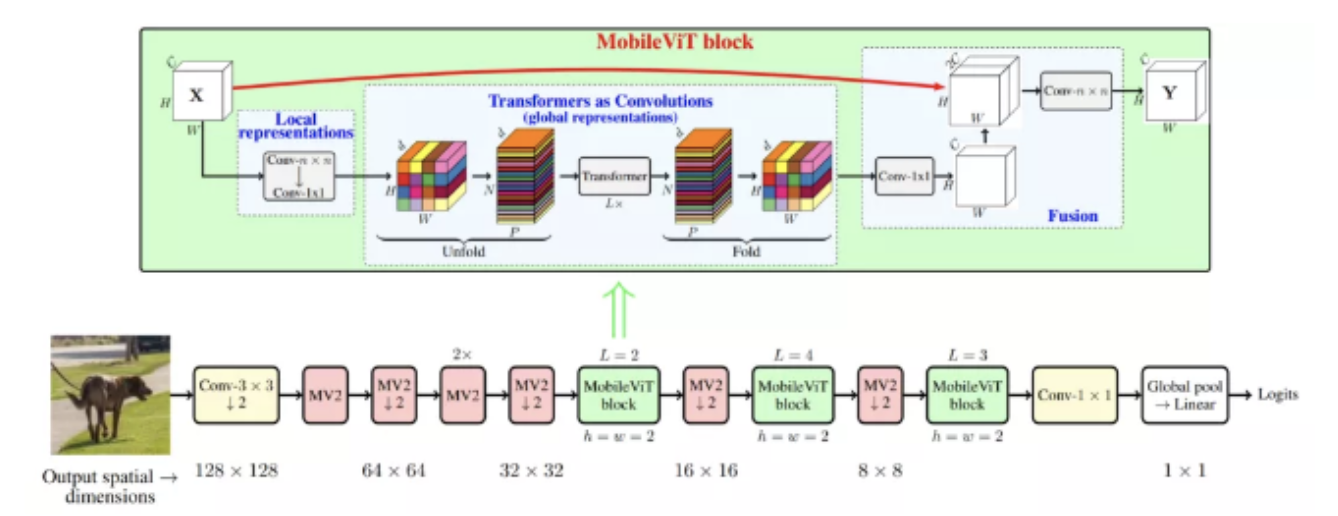 MobileViT block
C
H
X
W
Local
representations
Conv-n × n
↓
Conv-1x1
Transformers as Convolutions
(global representations)
d
H
W
d
N
P
Unfold
Transformer
L×
d
N
P
d
H
W
Fold
Conv-1x1
C
H
W
2C
H
W
Fusion
Conv-n × n
C
H
Y
W
Conv-3 × 3
↓ 2
MV2
MV2
↓ 2
2×
MV2
MV2
↓ 2
L = 2
MobileViT
block
h = w = 2
MV2
↓ 2
L = 4
MobileViT
block
h = w = 2
MV2
↓ 2
L = 3
MobileViT
block
h = w = 2
Conv-1 × 1
Global pool
→ Linear
Logits
Output spatial →
dimensions
128 × 128
64 × 64
32 × 32
16 × 16
8 × 8
1 × 1